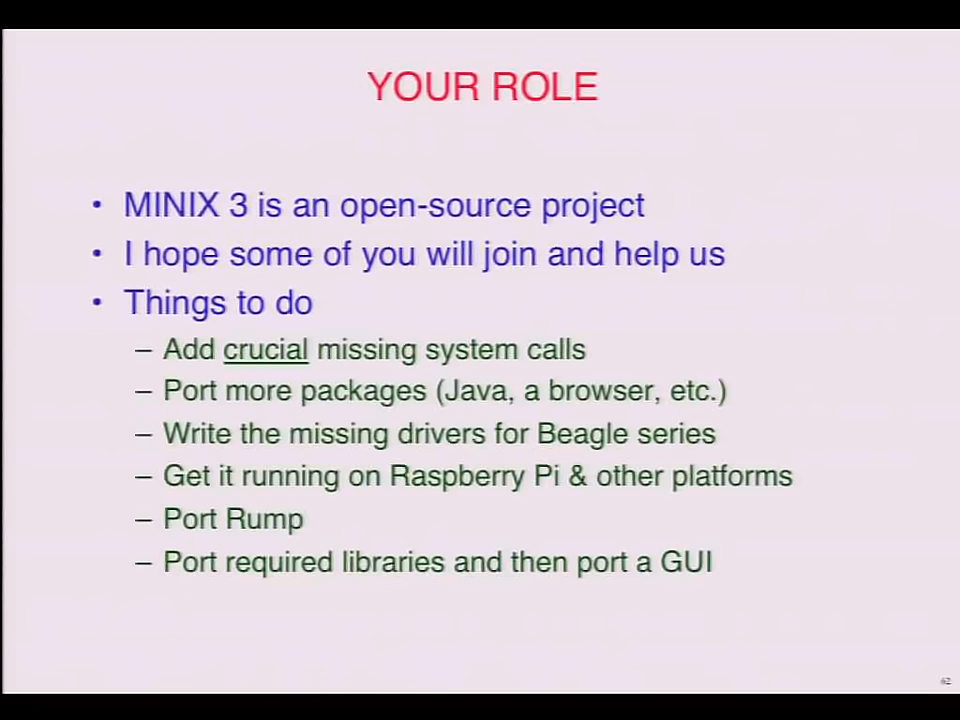 YOUR ROLE
• MINIX 3 is an open-source project
• I hope some of you will join and help us
• Things to do
– Add crucial missing system calls
– Port more packages (Java, a browser, etc.)
– Write the missing drivers for Beagle series
– Get it running on Raspberry Pi & other platforms
– Port Rump
– Port required libraries and then port a GUI
62